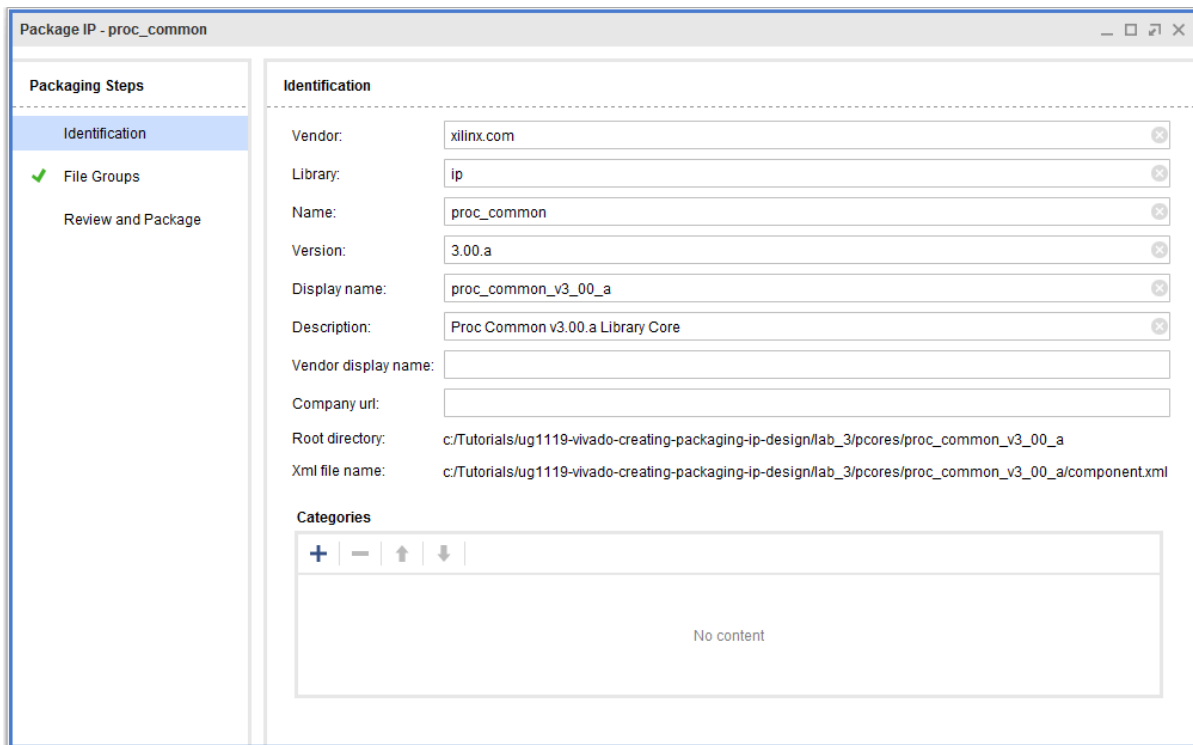 Package IP - proc_common
Packaging Steps
Identification
File Groups
Review and Package
Identification
Vendor: xilinx.com
Library: ip
Name: proc_common
Version: 3.00.a
Display name: proc_common_v3_00_a
Description: Proc Common v3.00.a Library Core
Vendor display name:
Company url:
Root directory: c:/Tutorials/ug1119-vivado-creating-packaging-ip-design/lab_3/pcores/proc_common_v3_00_a
Xml file name: c:/Tutorials/ug1119-vivado-creating-packaging-ip-design/lab_3/pcores/proc_common_v3_00_a/component.xml
Categories
No content